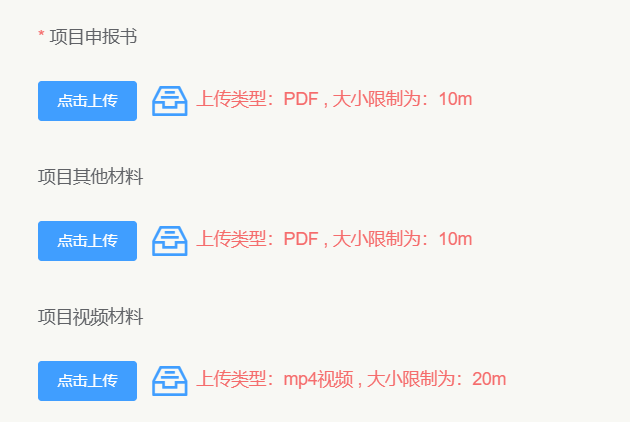 * 项目申报书
点击上传 上传类型：PDF , 大小限制为：10m
项目其他材料
点击上传 上传类型：PDF , 大小限制为：10m
项目视频材料
点击上传 上传类型：mp4视频 , 大小限制为：20m